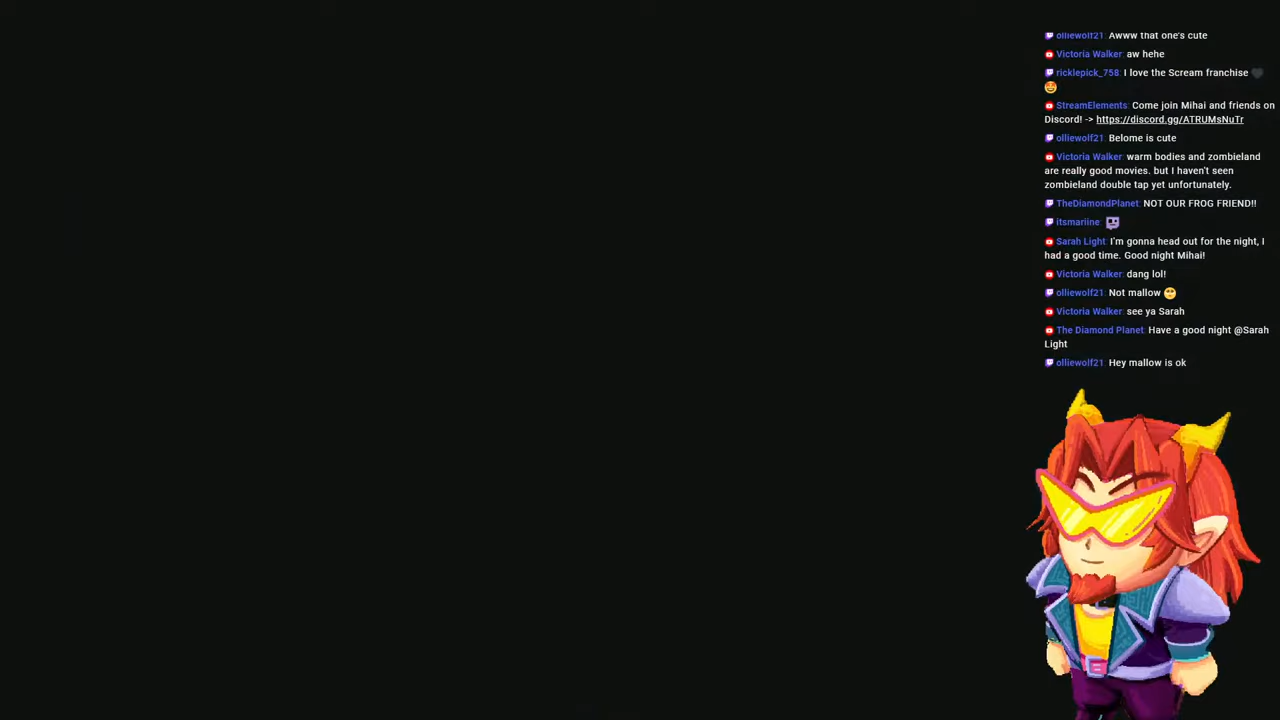 olliewolf21: Awww that one's cute
Victoria Walker: aw hehe
ricklepick_758: I love the Scream franchise 🖤
🤩
StreamElements: Come join Mihai and friends on
Discord! -> https://discord.gg/ATRUMsNuTr
olliewolf21: Belome is cute
Victoria Walker: warm bodies and zombieland
are really good movies. but I haven't seen
zombieland double tap yet unfortunately.
TheDiamondPlanet: NOT OUR FROG FRIEND!!
itsmariine:
Sarah Light: I'm gonna head out for the night, I
had a good time. Good night Mihai!
Victoria Walker: dang lol!
olliewolf21: Not mallow 🥺
Victoria Walker: see ya Sarah
The Diamond Planet: Have a good night @Sarah
Light
olliewolf21: Hey mallow is ok